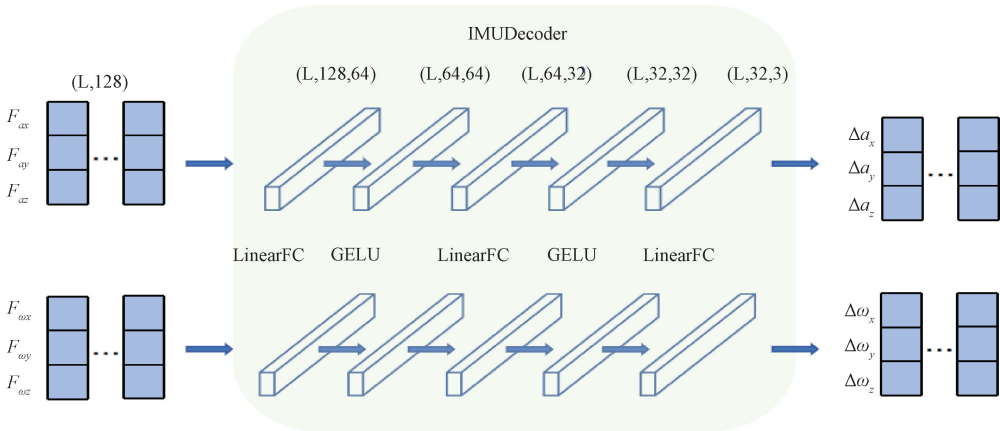 IMUDecoder
(L,128)
(L,128,64) (L,64,64) (L,64,32) (L,32,32) (L,32,3)
F_ax
F_ay
F_az
Δa_x
Δa_y
Δa_z
LinearFC GELU LinearFC GELU LinearFC
F_ωx
F_ωy
F_ωz
Δω_x
Δω_y
Δω_z